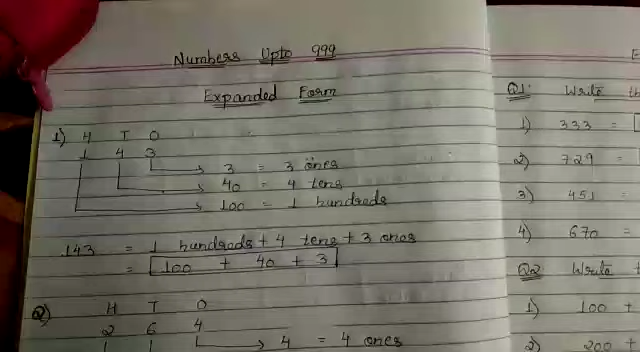 Numbers Upto 999
Expanded Form
1) H T O
1 4 3
3 = 3 ones
40 = 4 tens
100 = 1 hundreds
143 = 1 hundreds + 4 tens + 3 ones
= 100 + 40 + 3
2) H T O
2 6 4
4 = 4 ones
Q1. Write
1) 333 =
2) 729 =
3) 451 =
4) 670 =
Q2 Write
1) 100 +
2) 200 +